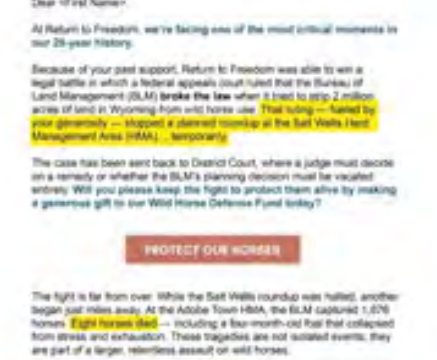 Dear <First Name>,
At Return to Freedom, we're facing one of the most critical moments in
our 28-year history.
Because of your past support, Return to Freedom was able to win a
legal battle in which a federal appeals court ruled that the Bureau of
Land Management (BLM) broke the law when it tried to strip 2 million
acres of land in Wyoming from wild horse use. That ruling — fueled by
your generosity — stopped a planned roundup at the Salt Wells Herd
Management Area (HMA)... temporarily.
The case has been sent back to District Court, where a judge must decide
on a remedy or whether the BLM's planning decision must be vacated
entirely. Will you please keep the fight to protect them alive by making
a generous gift to our Wild Horse Defense Fund today?
PROTECT OUR HORSES
The fight is far from over. While the Salt Wells roundup was halted, another
began just miles away. At the Adobe Town HMA, the BLM captured 1,676
horses. Eight horses died — including a four-month-old foal that collapsed
from stress and exhaustion. These tragedies are not isolated events, they
are part of a larger, relentless assault on wild horses.